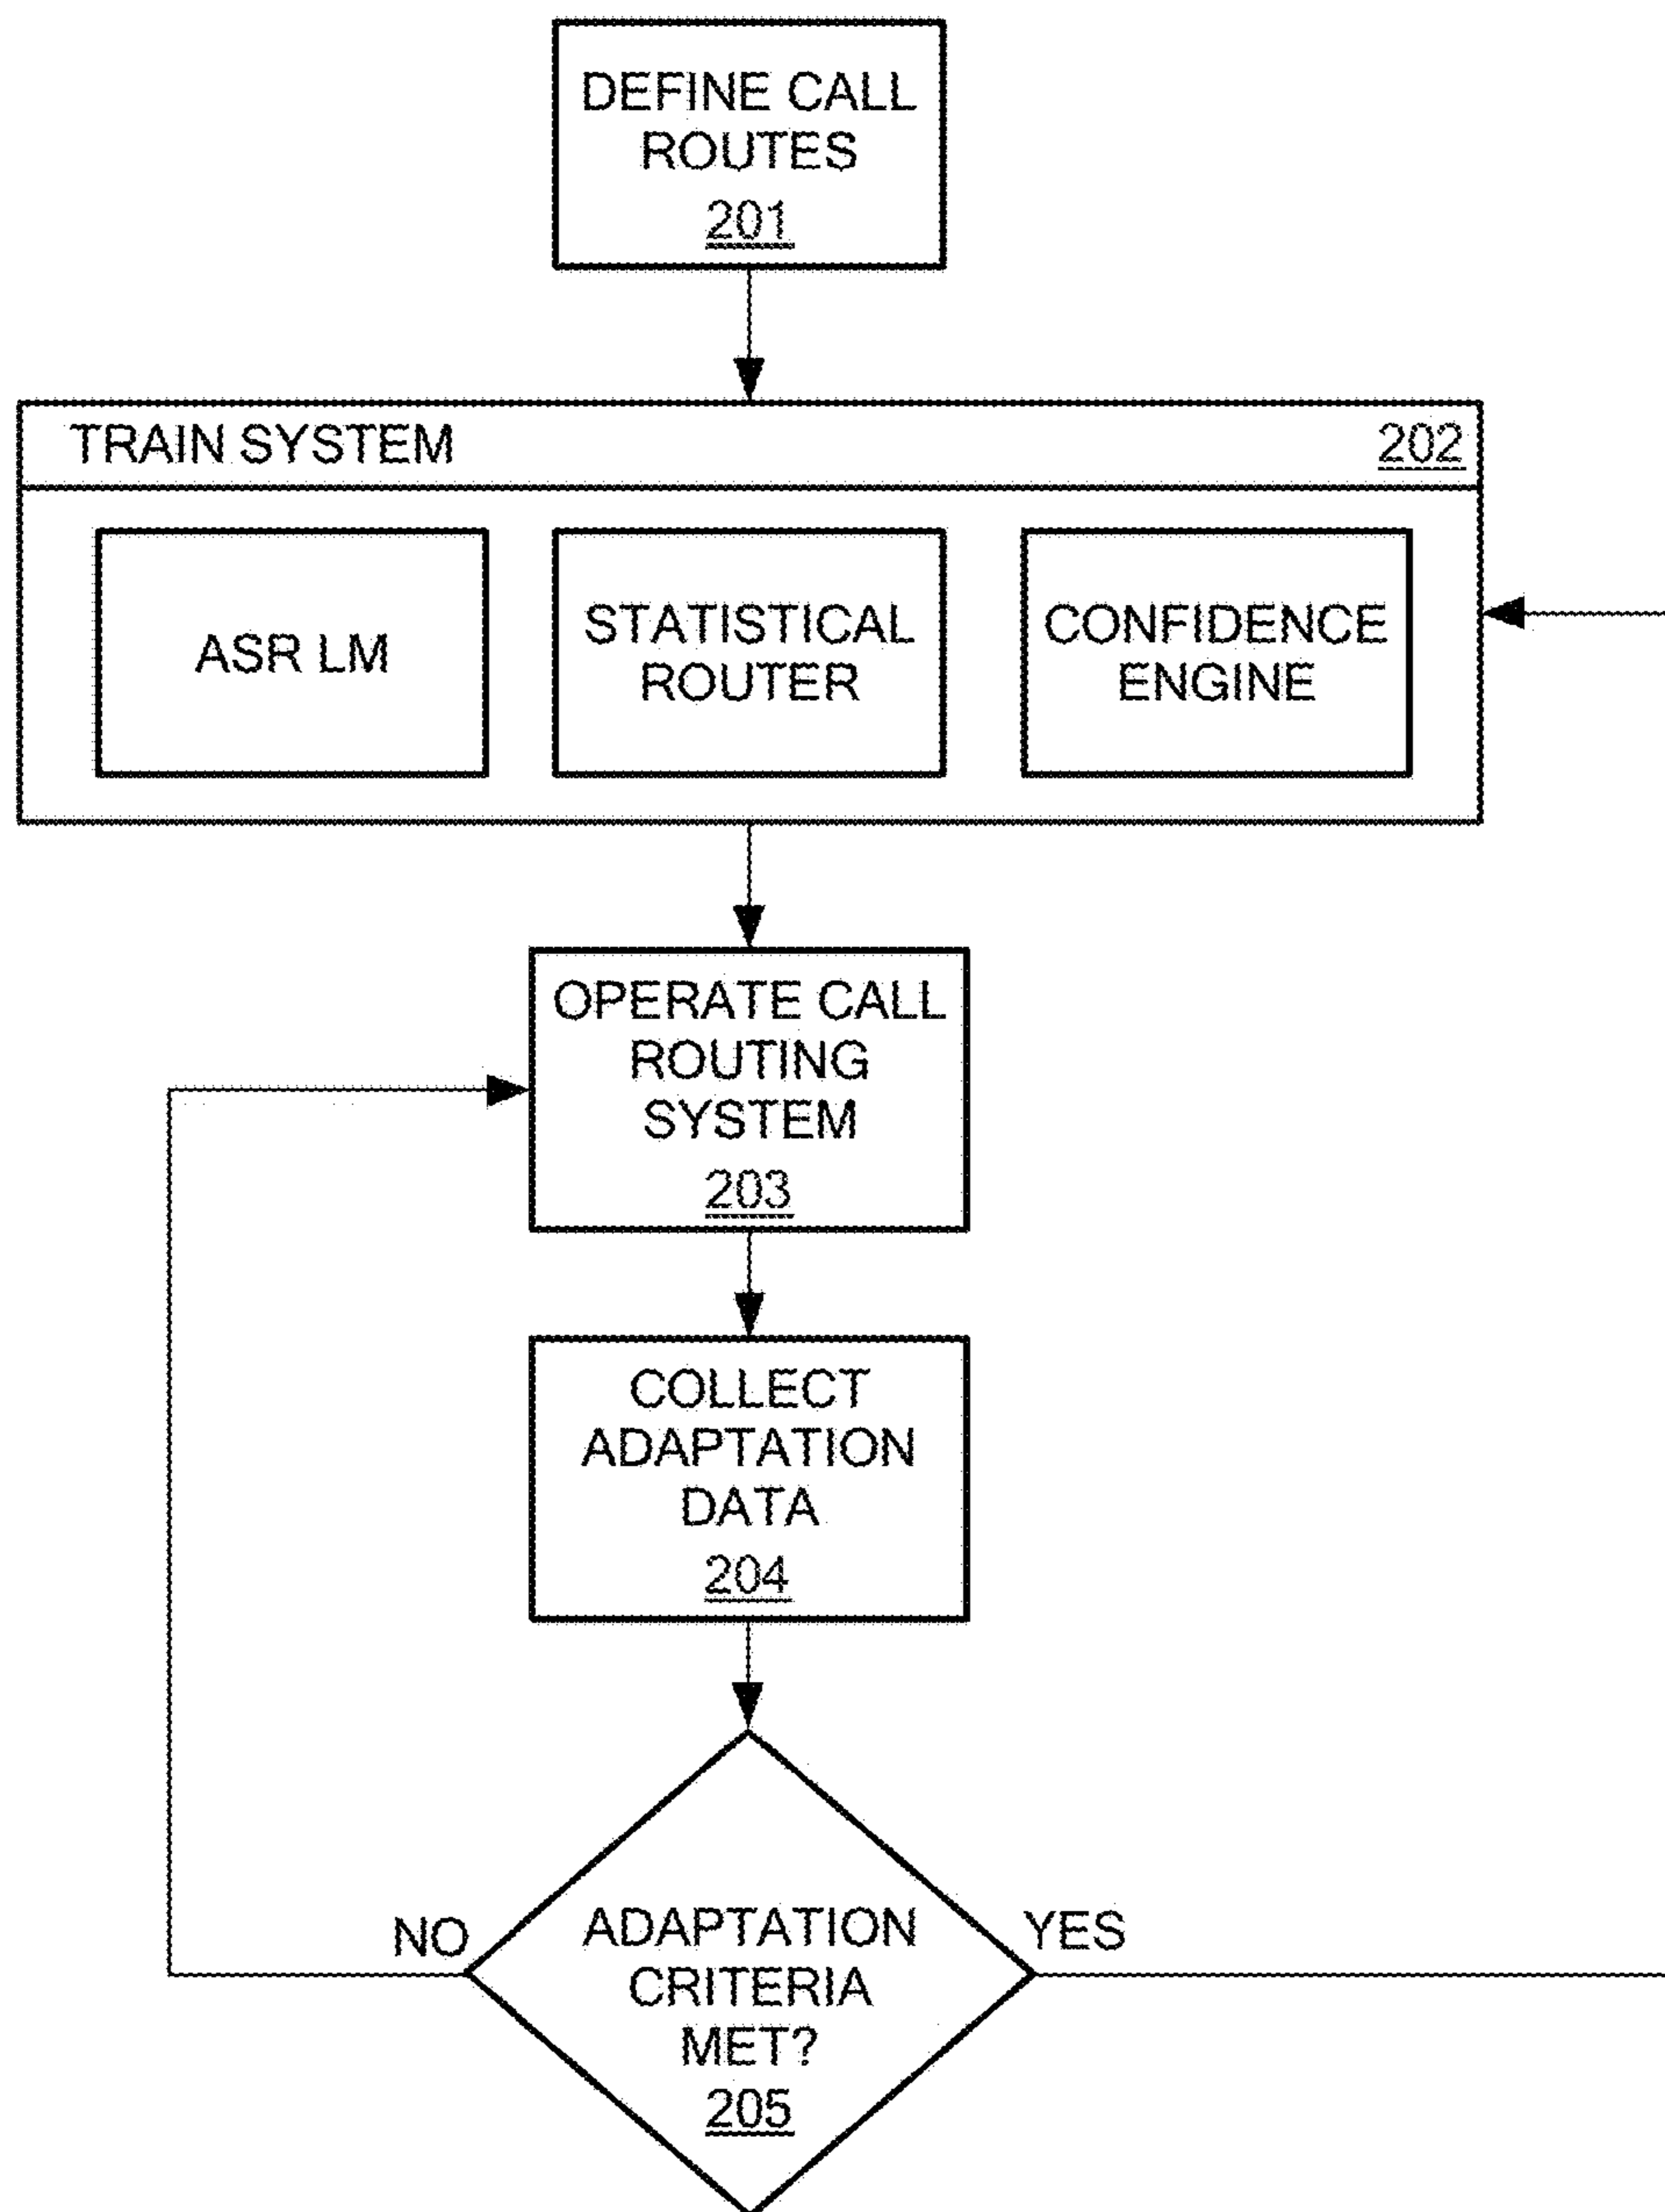 DEFINE CALL
ROUTES
201
TRAIN SYSTEM
202
ASR LM
STATISTICAL
ROUTER
CONFIDENCE
ENGINE
OPERATE CALL
ROUTING
SYSTEM
203
COLLECT
ADAPTATION
DATA
204
NO
YES
ADAPTATION
CRITERIA
MET?
205